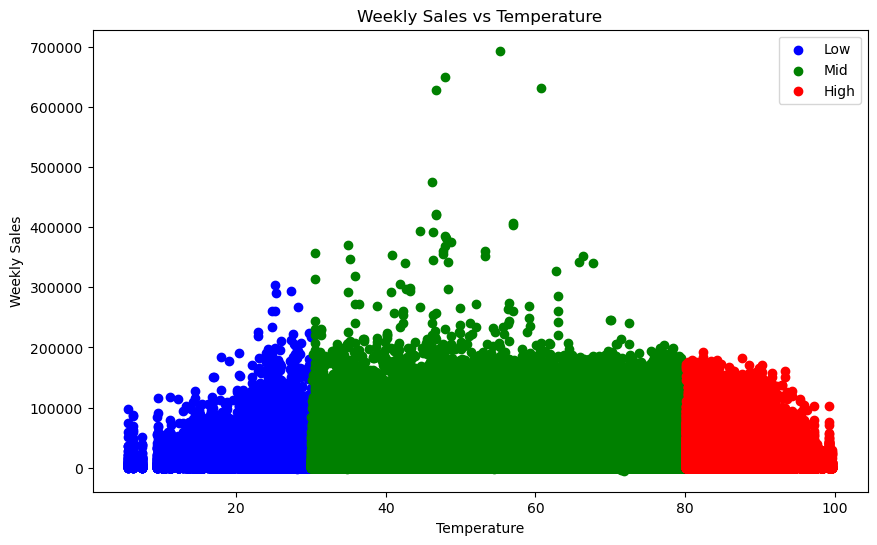 Weekly Sales vs Temperature
Low
Mid
High
700000
600000
500000
400000
300000
200000
100000
0
Weekly Sales
20
40
60
80
100
Temperature